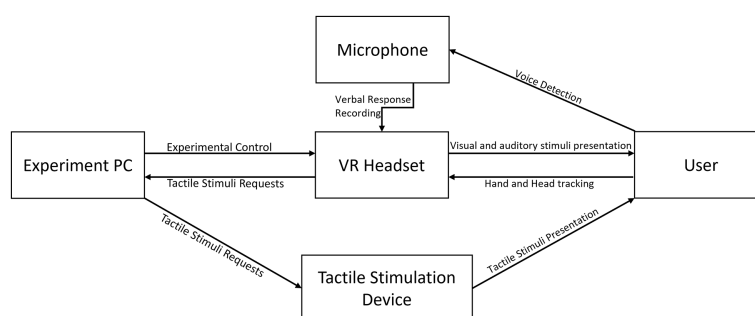 Microphone
Voice Detection
Verbal Response
Recording
Experiment PC
Experimental Control
VR Headset
Visual and auditory stimuli presentation
User
Tactile Stimuli Requests
Hand and Head tracking
Tactile Stimuli Requests
Tactile Stimuli Presentation
Tactile Stimulation
Device